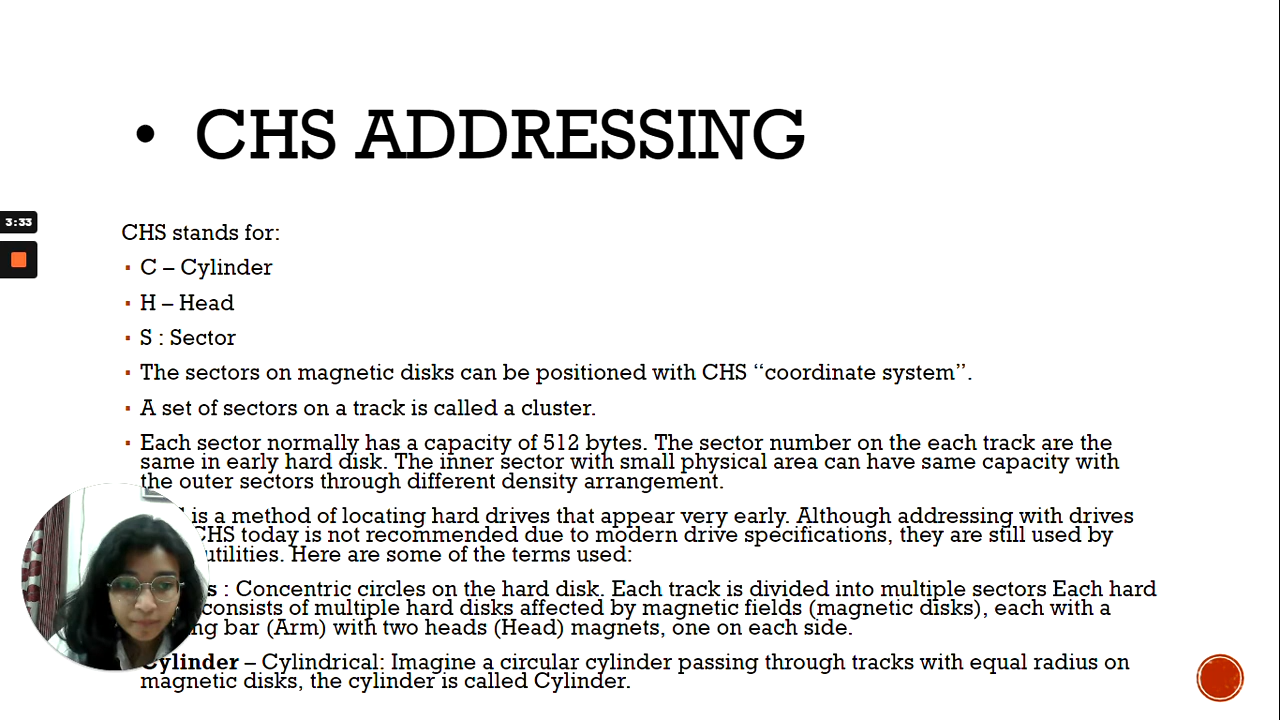 • CHS ADDRESSING
3:33
CHS stands for:
▪ C – Cylinder
▪ H – Head
▪ S : Sector
▪ The sectors on magnetic disks can be positioned with CHS “coordinate system”.
▪ A set of sectors on a track is called a cluster.
▪ Each sector normally has a capacity of 512 bytes. The sector number on the each track are the
same in early hard disk. The inner sector with small physical area can have same capacity with
the outer sectors through different density arrangement.
is a method of locating hard drives that appear very early. Although addressing with drives
CHS today is not recommended due to modern drive specifications, they are still used by
utilities. Here are some of the terms used:
: Concentric circles on the hard disk. Each track is divided into multiple sectors Each hard
consists of multiple hard disks affected by magnetic fields (magnetic disks), each with a
bar (Arm) with two heads (Head) magnets, one on each side.
Cylinder – Cylindrical: Imagine a circular cylinder passing through tracks with equal radius on
magnetic disks, the cylinder is called Cylinder.